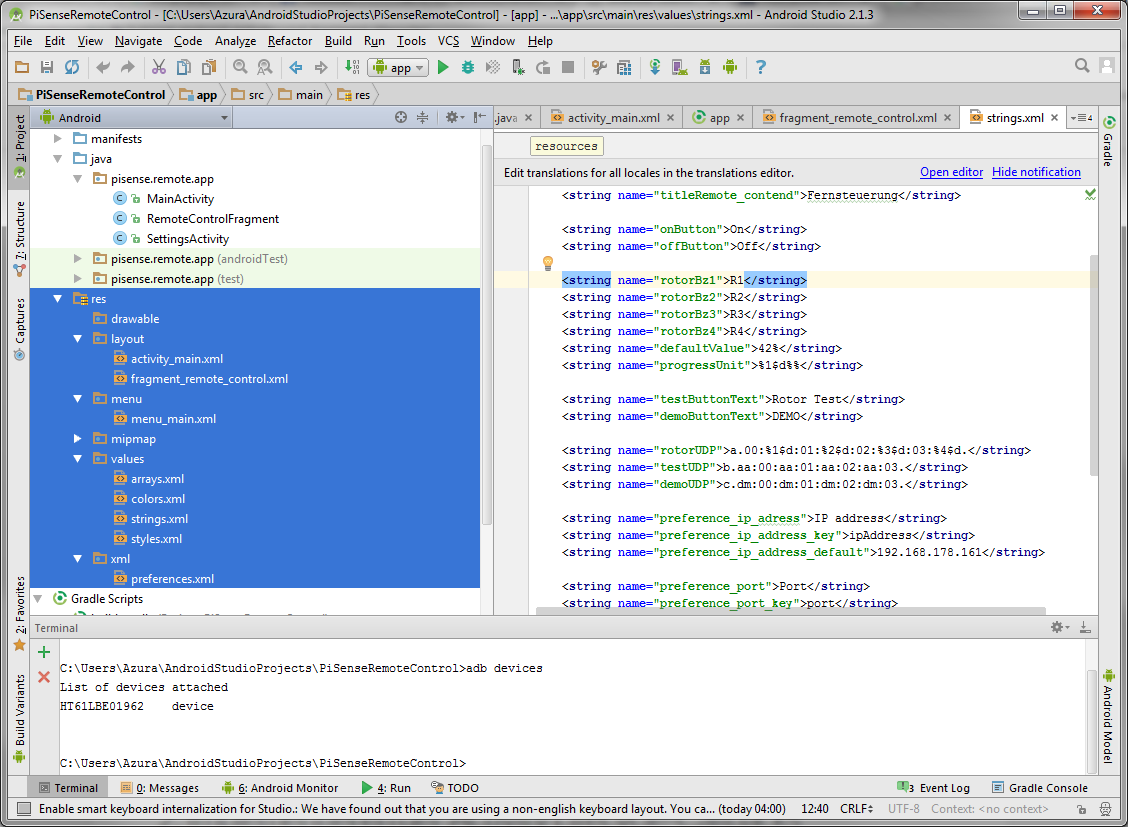 PiSenseRemoteControl - [C:\Users\Azura\AndroidStudioProjects\PiSenseRemoteControl] - [app] - ...\app\src\main\res\values\strings.xml - Android Studio 2.1.3
File Edit View Navigate Code Analyze Refactor Build Run Tools VCS Window Help
app
PiSenseRemoteControl app src main res
Android
.java activity_main.xml app fragment_remote_control.xml strings.xml 4
1: Project
7: Structure
Captures
2: Favorites
Build Variants
manifests
java
pisense.remote.app
MainActivity
RemoteControlFragment
SettingsActivity
pisense.remote.app (androidTest)
pisense.remote.app (test)
res
drawable
layout
activity_main.xml
fragment_remote_control.xml
menu
menu_main.xml
mipmap
values
arrays.xml
colors.xml
strings.xml
styles.xml
xml
preferences.xml
Gradle Scripts
resources
Edit translations for all locales in the translations editor. Open editor Hide notification
<string name="titleRemote_contend">Fernsteuerung</string>
<string name="onButton">On</string>
<string name="offButton">Off</string>
<string name="rotorBz1">R1</string>
<string name="rotorBz2">R2</string>
<string name="rotorBz3">R3</string>
<string name="rotorBz4">R4</string>
<string name="defaultValue">42%</string>
<string name="progressUnit">%1$d%%</string>
<string name="testButtonText">Rotor Test</string>
<string name="demoButtonText">DEMO</string>
<string name="rotorUDP">a.00:%1$d:01:%2$d:02:%3$d:03:%4$d.</string>
<string name="testUDP">b.aa:00:aa:01:aa:02:aa:03.</string>
<string name="demoUDP">c.dm:00:dm:01:dm:02:dm:03.</string>
<string name="preference_ip_adress">IP address</string>
<string name="preference_ip_address_key">ipAddress</string>
<string name="preference_ip_address_default">192.168.178.161</string>
<string name="preference_port">Port</string>
<string name="preference_port_key">port</string>
Gradle
Android Model
Terminal
C:\Users\Azura\AndroidStudioProjects\PiSenseRemoteControl>adb devices
List of devices attached
HT61LBE01962 device
C:\Users\Azura\AndroidStudioProjects\PiSenseRemoteControl>
Terminal 0: Messages 6: Android Monitor 4: Run TODO 3 Event Log Gradle Console
Enable smart keyboard internalization for Studio.: We have found out that you are using a non-english keyboard layout. You ca... (today 04:00) 12:40 CRLF UTF-8 Context: <no context>